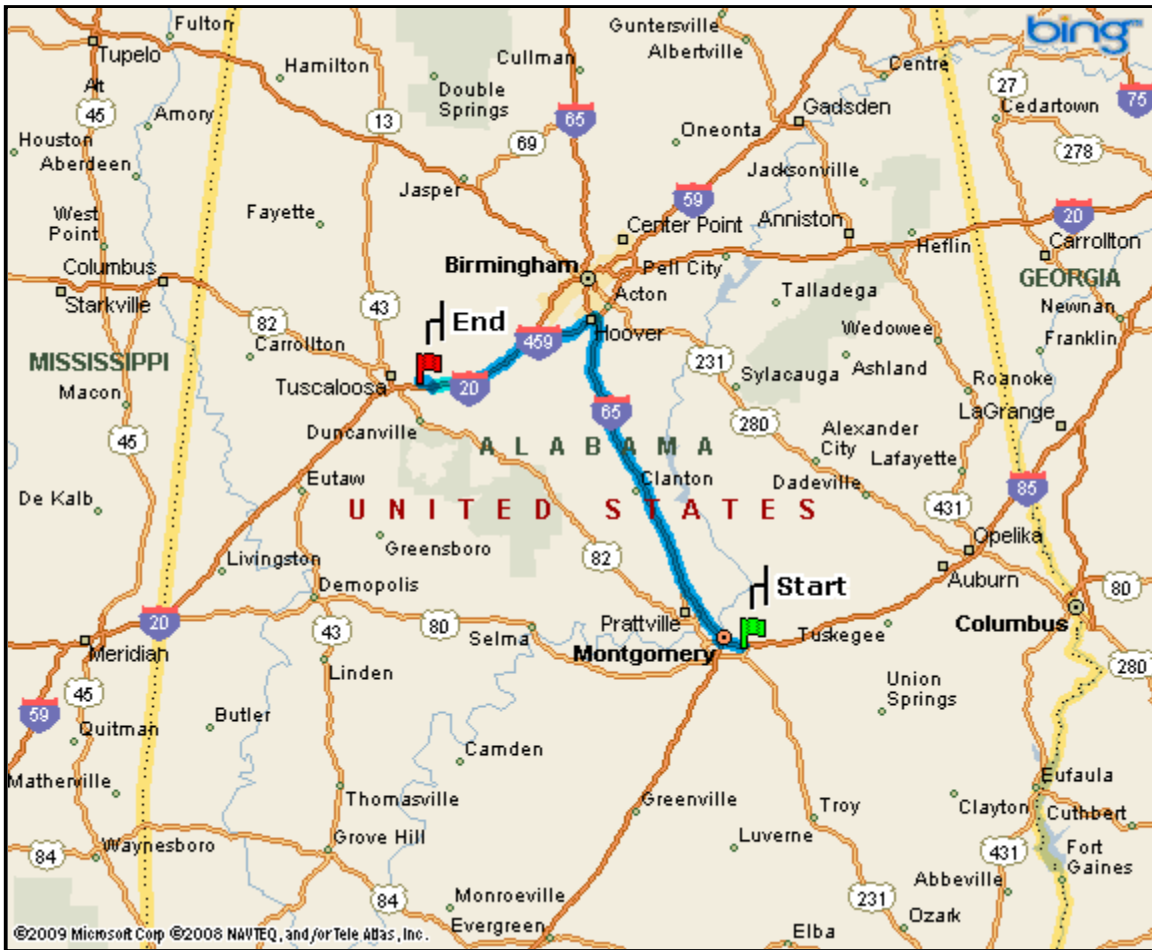 Fulton
Guntersville
bing™
Tupelo
Albertville
Cullman
Centre
Hamilton
Double
Springs
75
Alt
45
27
Cedartown
Gadsden
Amory
13
65
Oneonta
Houston
69
278
Aberdeen
Jacksonville
Jasper
59
West
Point
Fayette
Center Point
Anniston
20
Heflin
Carrollton
Columbus
Birmingham
Pell City
GEORGIA
Starkville
43
Acton
Talladega
Newnan
82
End
Hoover
Wedowee
Franklin
459
Carrollton
231
MISSISSIPPI
Ashland
Tuscaloosa
20
Sylacauga
Roanoke
Macon
65
LaGrange
280
Duncanville
Alexander
City
45
ALABAMA
Lafayette
Eutaw
Clanton
Dadeville
85
De Kalb
UNITED STATES
431
Greensboro
Opelika
Livingston
82
Auburn
Demopolis
Start
80
20
Prattville
Columbus
43
80
Selma
Tuskegee
Meridian
Montgomery
Linden
280
45
Union
Springs
59
Butler
Quitman
Camden
Matherville
Eufaula
Thomasville
Greenville
Troy
Clayton
Cuthbert
Grove Hill
84
Waynesboro
Luverne
431
Fort
Gaines
Monroeville
84
Abbeville
231
Evergreen
Ozark
Elba
©2009 Microsoft Corp ©2008 NAVTEQ, and/or Tele Atlas, Inc.